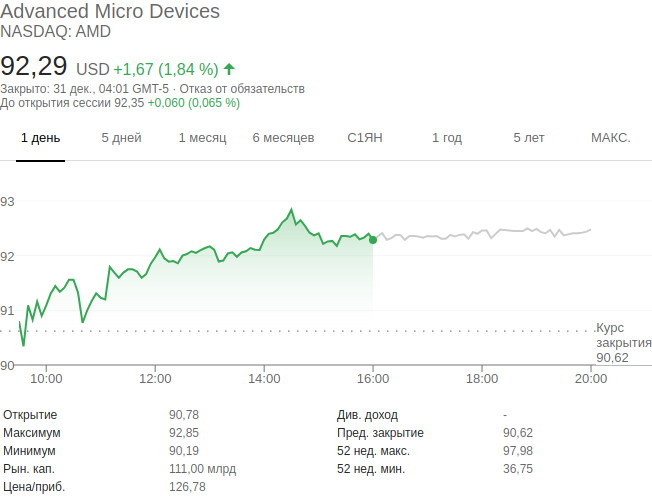 Advanced Micro Devices
NASDAQ: AMD
92,29 USD +1,67 (1,84 %)
Закрыто: 31 дек., 04:01 GMT-5 · Отказ от обязательств
До открытия сессии 92,35 +0,060 (0,065 %)
1 день 5 дней 1 месяц 6 месяцев С1ЯН 1 год 5 лет МАКС.
93
92
91
90
Курс
закрытия
90,62
10:00 12:00 14:00 16:00 18:00 20:00
Открытие 90,78 Див. доход -
Максимум 92,85 Пред. закрытие 90,62
Минимум 90,19 52 нед. макс. 97,98
Рын. кап. 111,00 млрд 52 нед. мин. 36,75
Цена/приб. 126,78